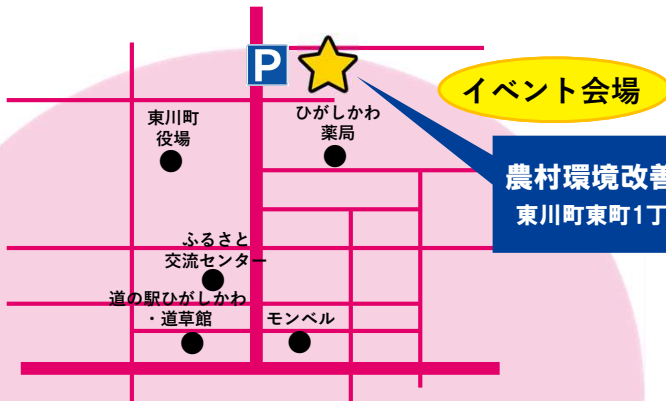 P
イベント会場
東川町
役場
ひがしかわ
薬局
農村環境改善
東川町東町1丁
ふるさと
交流センター
道の駅ひがしかわ
・道草館
モンベル